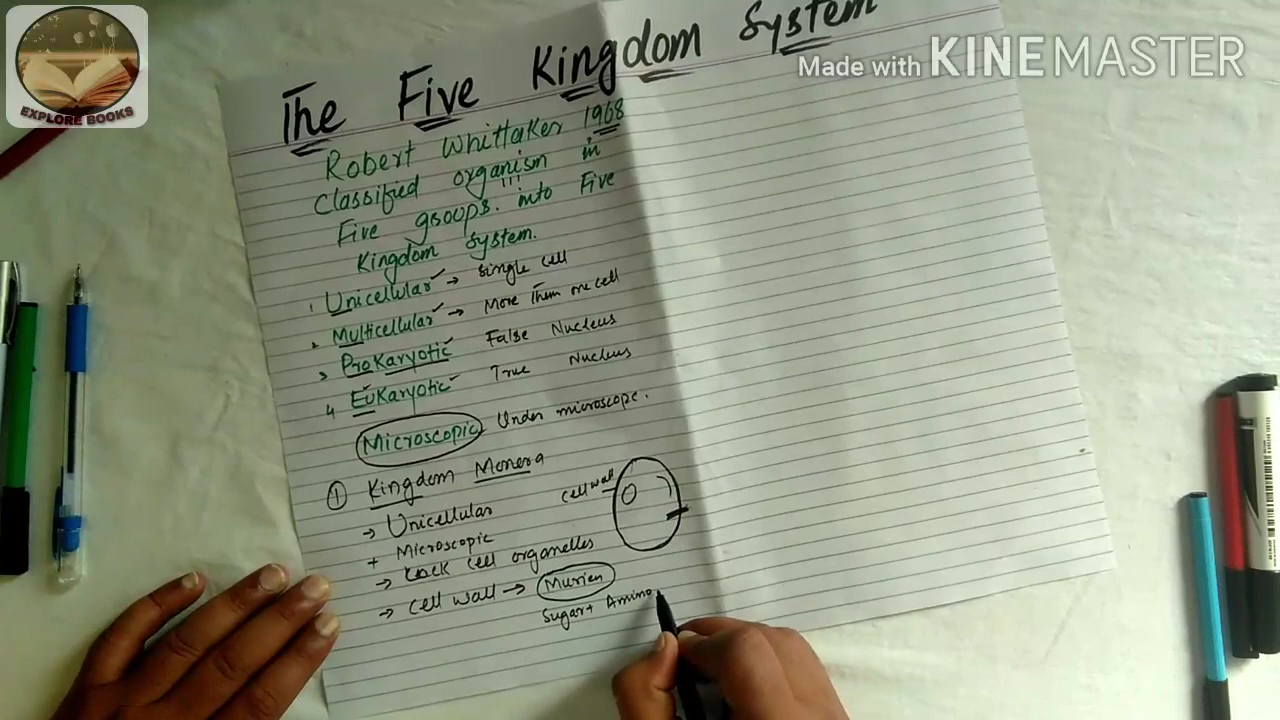 EXPLORE BOOKS
Made with KINEMASTER
The Five Kingdom System
Robert Whittaker 1968
classified organism in
Five groups. into Five
Kingdom System.
1 Unicellular → Single cell
2 Multicellular → More Them one cell
3 ProKaryotic False Nucleus
4 EuKaryotic True Nucleus
Microscopic Under microscope.
① Kingdom Monera
→ Unicellular
cell wall
+ Microscopic
→ Lack cell organelles
→ cell wall → Murien
Sugar+ Amino